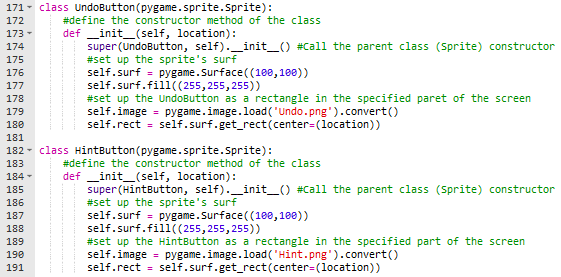 171 class UndoButton(pygame.sprite.Sprite):
172     #define the constructor method of the class
173     def __init__(self, location):
174         super(UndoButton, self).__init__() #Call the parent class (Sprite) constructor
175         #set up the sprite's surf
176         self.surf = pygame.Surface((100,100))
177         self.surf.fill((255,255,255))
178         #set up the UndoButton as a rectangle in the specified paret of the screen
179         self.image = pygame.image.load('Undo.png').convert()
180         self.rect = self.surf.get_rect(center=(location))
181
182 class HintButton(pygame.sprite.Sprite):
183     #define the constructor method of the class
184     def __init__(self, location):
185         super(HintButton, self).__init__() #Call the parent class (Sprite) constructor
186         #set up the sprite's surf
187         self.surf = pygame.Surface((100,100))
188         self.surf.fill((255,255,255))
189         #set up the HintButton as a rectangle in the specified part of the screen
190         self.image = pygame.image.load('Hint.png').convert()
191         self.rect = self.surf.get_rect(center=(location))